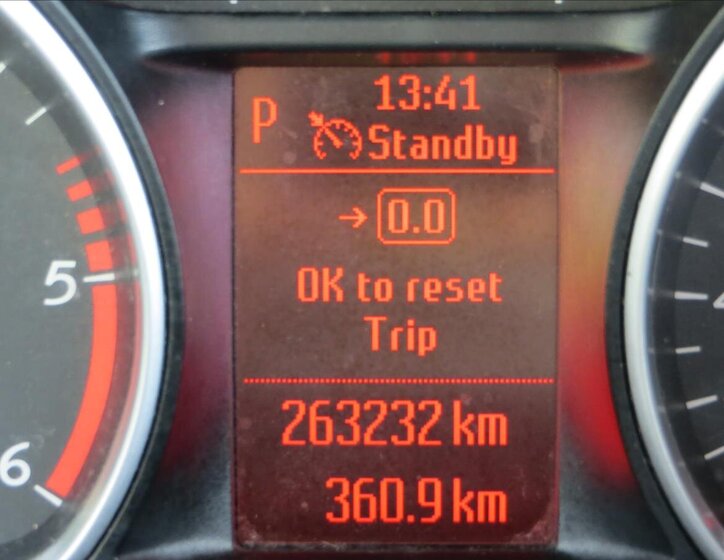 13:41
P
Standby
→ 0.0
OK to reset
Trip
263232 km
360.9 km
5
6